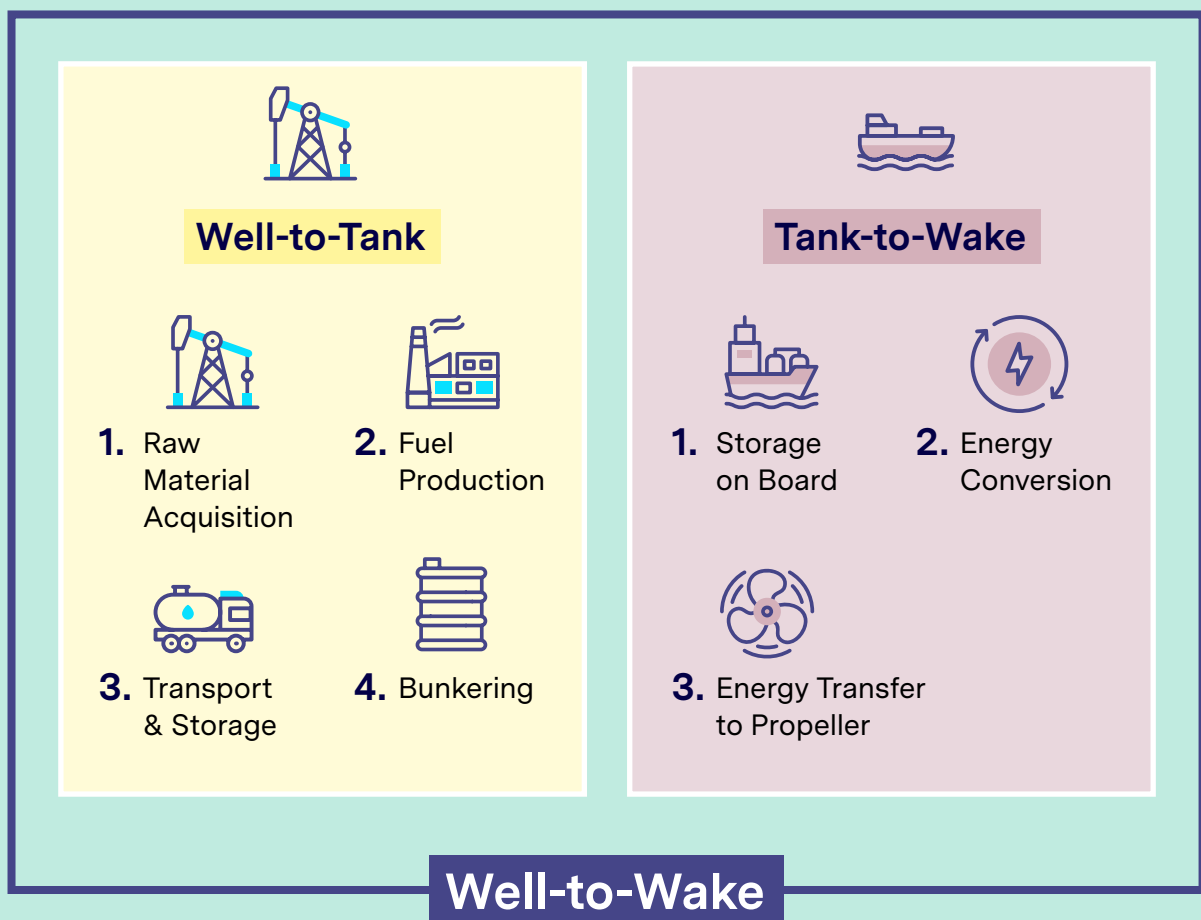 Well-to-Tank
1. Raw
Material
Acquisition
2. Fuel
Production
3. Transport
& Storage
4. Bunkering
Tank-to-Wake
1. Storage
on Board
2. Energy
Conversion
3. Energy Transfer
to Propeller
Well-to-Wake